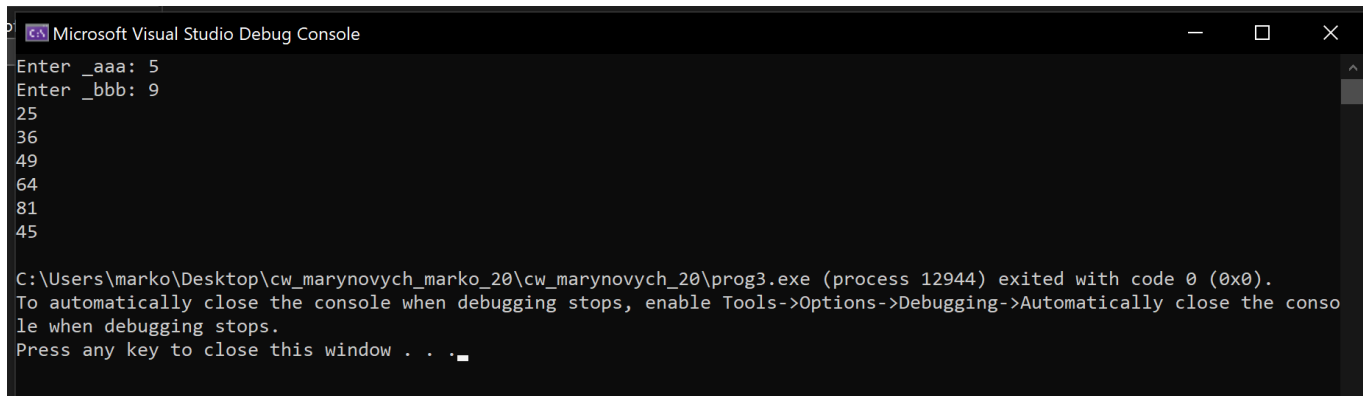 Microsoft Visual Studio Debug Console
Enter _aaa: 5
Enter _bbb: 9
25
36
49
64
81
45
C:\Users\marko\Desktop\cw_marynovych_marko_20\cw_marynovych_20\prog3.exe (process 12944) exited with code 0 (0x0).
To automatically close the console when debugging stops, enable Tools->Options->Debugging->Automatically close the conso
le when debugging stops.
Press any key to close this window . . .